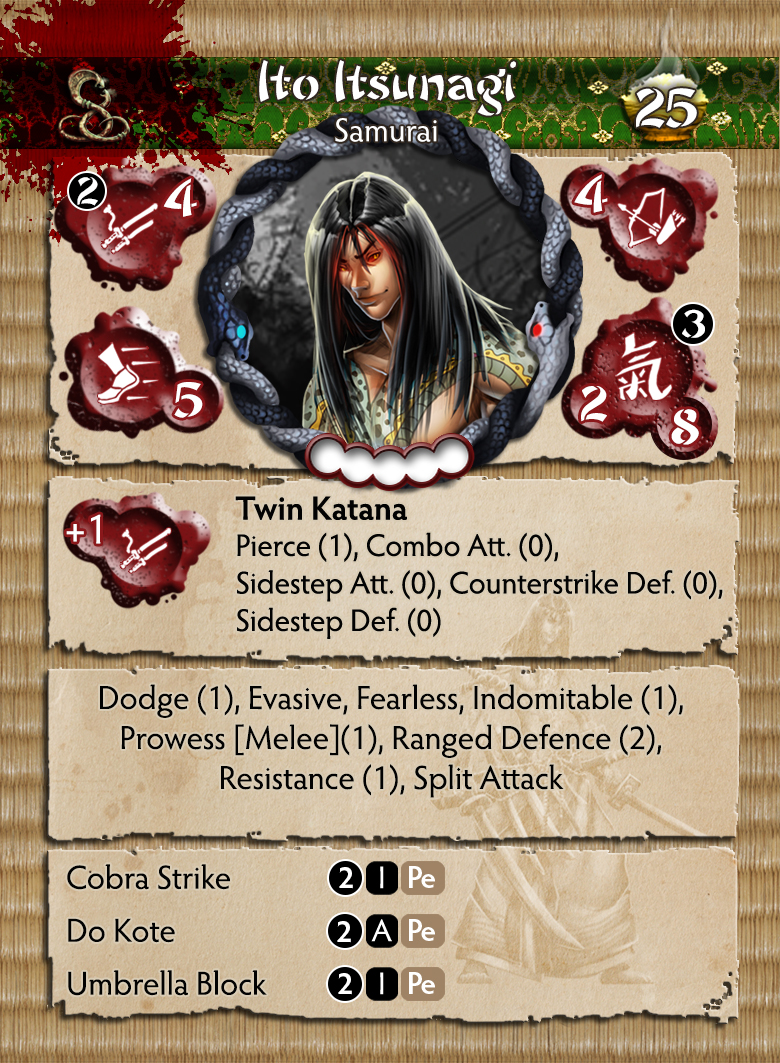 Ito Itsunagi
25
Samurai
2 4
4
5
3
氣
2
8
+1
Twin Katana
Pierce (1), Combo Att. (0),
Sidestep Att. (0), Counterstrike Def. (0),
Sidestep Def. (0)
Dodge (1), Evasive, Fearless, Indomitable (1),
Prowess [Melee](1), Ranged Defence (2),
Resistance (1), Split Attack
Cobra Strike 2 I Pe
Do Kote 2 A Pe
Umbrella Block 2 I Pe